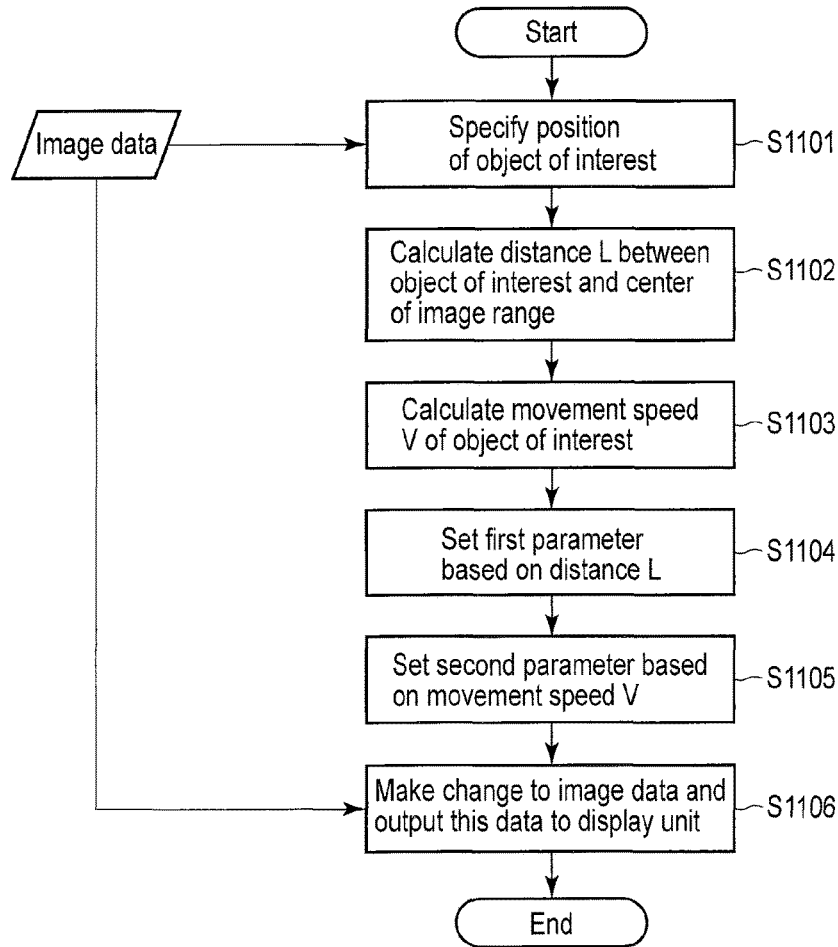 Start
Image data
Specify position
of object of interest
S1101
Calculate distance L between
object of interest and center
of image range
S1102
Calculate movement speed
V of object of interest
S1103
Set first parameter
based on distance L
S1104
Set second parameter based
on movement speed V
S1105
Make change to image data and
output this data to display unit
S1106
End